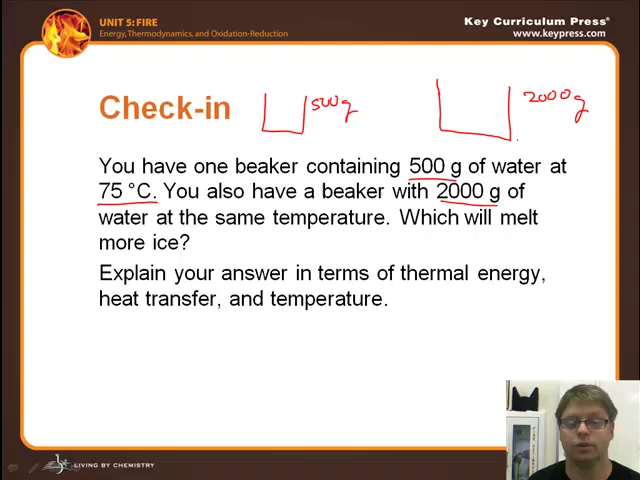 UNIT 5: FIRE
Energy, Thermodynamics, and Oxidation-Reduction
Key Curriculum Press®
www.keypress.com
Check-in
500 g
2000 g
You have one beaker containing 500 g of water at
75 °C. You also have a beaker with 2000 g of
water at the same temperature. Which will melt
more ice?
Explain your answer in terms of thermal energy,
heat transfer, and temperature.
LIVING BY CHEMISTRY